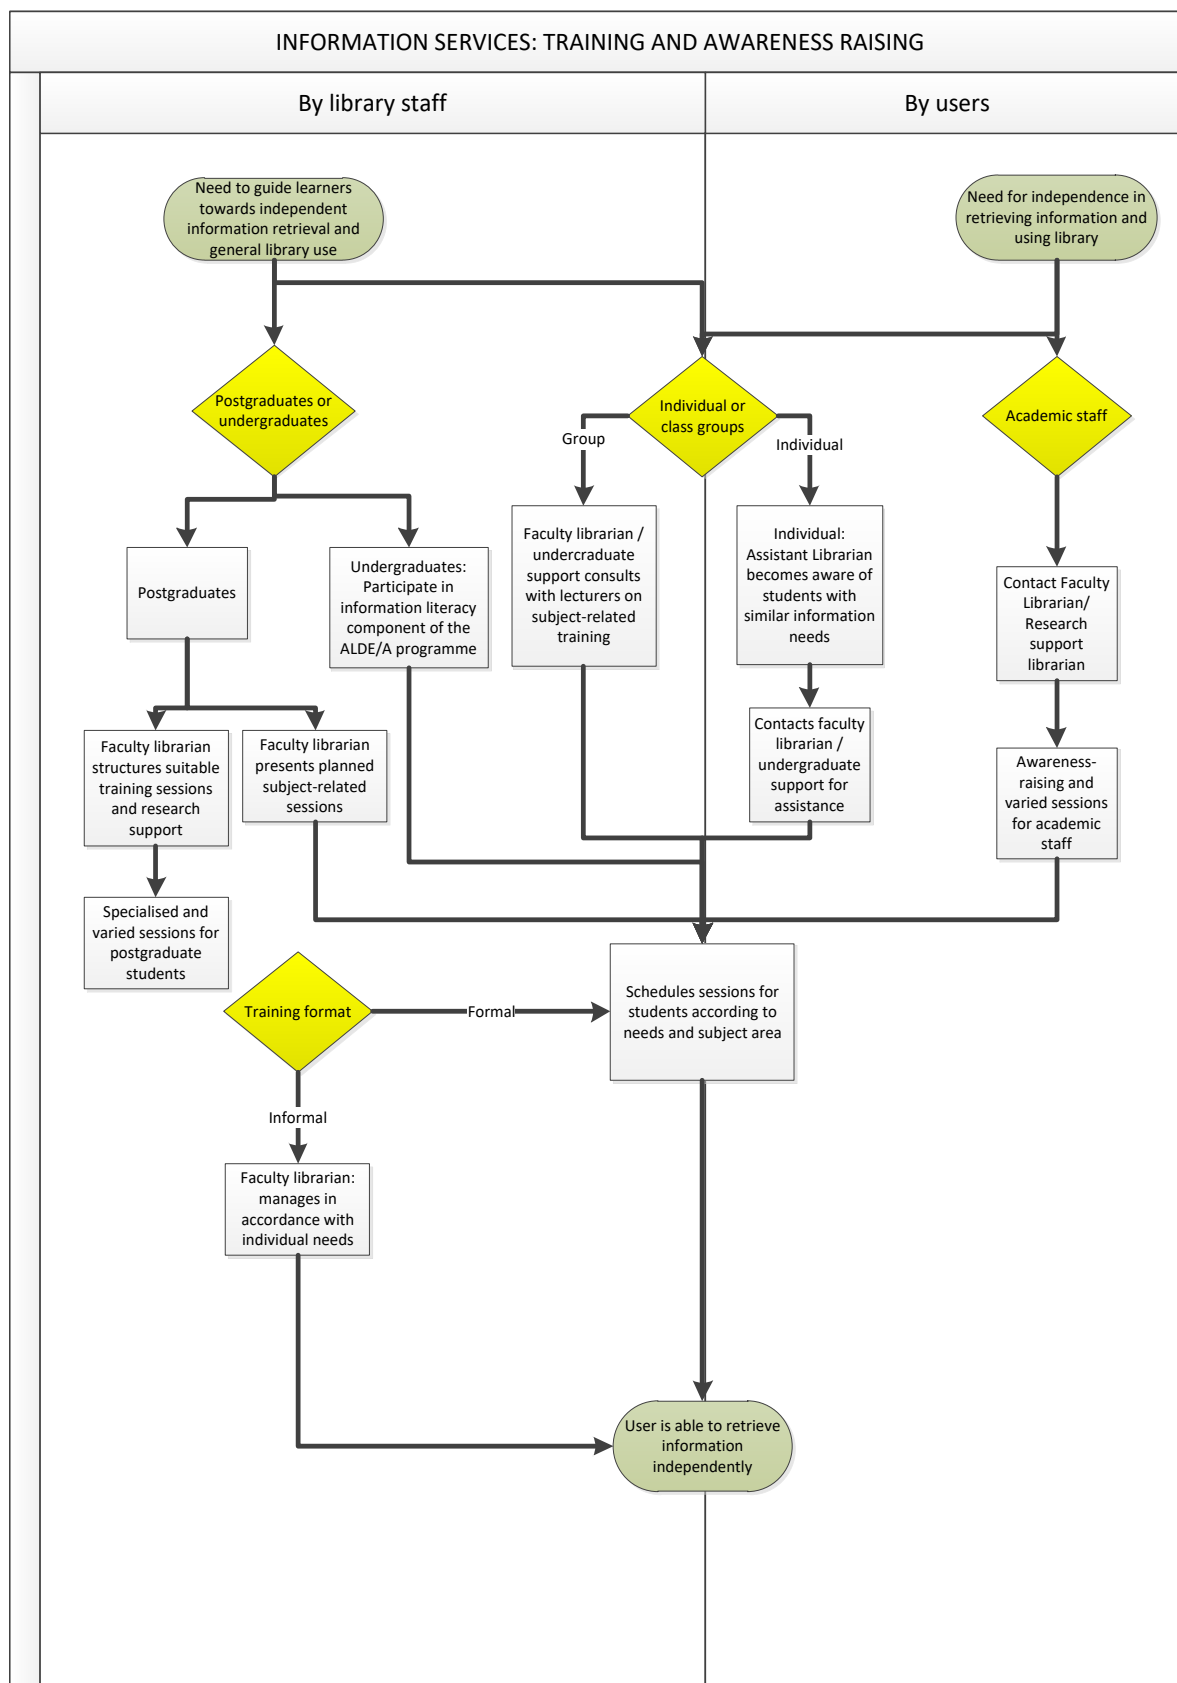 INFORMATION SERVICES: TRAINING AND AWARENESS RAISING
By library staff
By users
Need to guide learners
towards independent
information retrieval and
general library use
Need for independence in
retrieving information and
using library
Postgraduates or
undergraduates
Individual or
class groups
Academic staff
Group
Individual
Postgraduates
Undergraduates:
Participate in
information literacy
component of the
ALDE/A programme
Faculty librarian /
undercraduate
support consults
with lecturers on
subject-related
training
Individual:
Assistant Librarian
becomes aware of
students with
similar information
needs
Contact Faculty
Librarian/
Research
support
librarian
Faculty librarian
structures suitable
training sessions
and research
support
Faculty librarian
presents planned
subject-related
sessions
Contacts faculty
librarian /
undergraduate
support for
assistance
Awareness-
raising and
varied sessions
for academic
staff
Specialised and
varied sessions for
postgraduate
students
Training format
Formal
Schedules sessions for
students according to
needs and subject area
Informal
Faculty librarian:
manages in
accordance with
individual needs
User is able to retrieve
information
independently